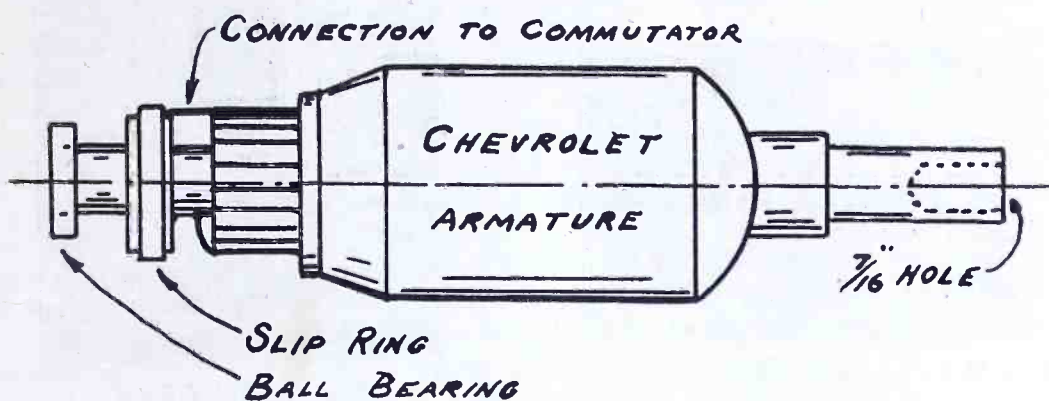 CONNECTION TO COMMUTATOR
CHEVROLET
ARMATURE
7/16" HOLE
SLIP RING
BALL BEARING